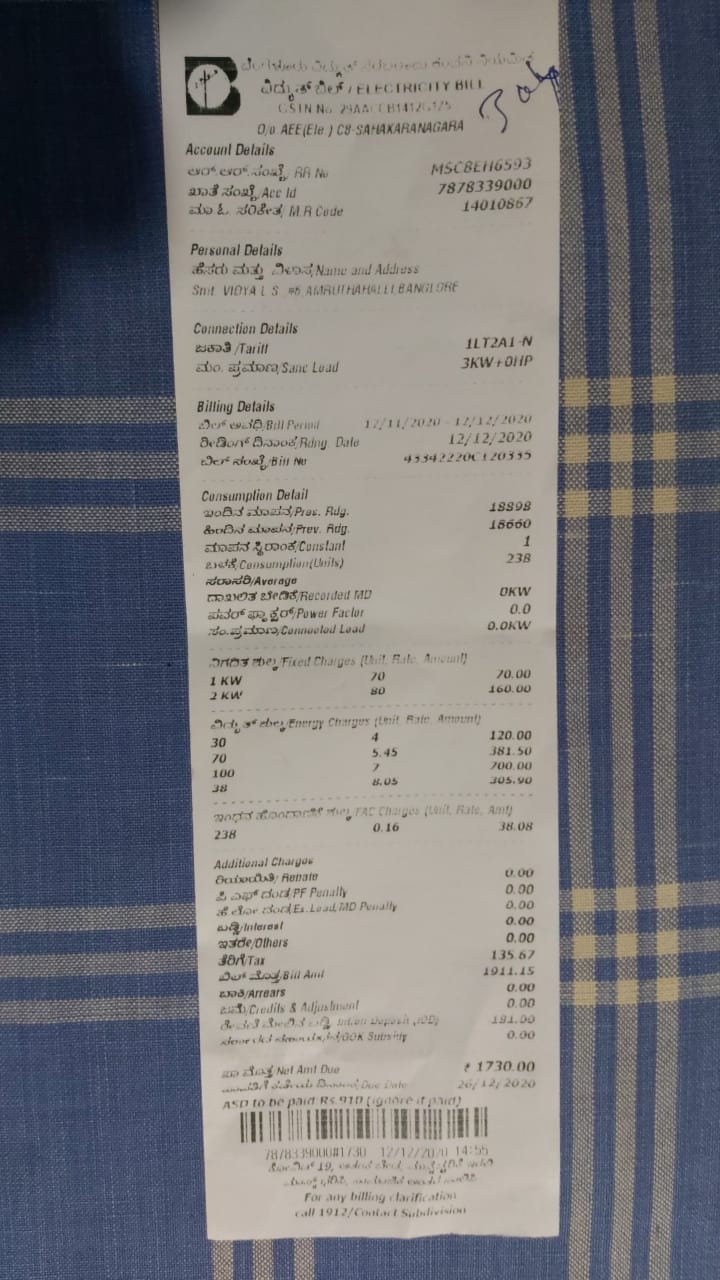 ವಿದ್ಯುತ್ ಬಿಲ್ / ELECTRICITY BILL
GSTN No. 29AACCB1412G1Z5
O/o AEE(Ele.) C8-SAHAKARANAGARA
Account Details
ಆರ್.ಆರ್.ಸಂಖ್ಯೆ/ RR No MSC8EH6593
ಖಾತೆ ಸಂಖ್ಯೆ/Acc Id 7878339000
ಮಾ.ಓ. ಸಂಕೇತ/ M.R Code 14010867
Personal Details
ಹೆಸರು ಮತ್ತು ವಿಳಾಸ/Name and Address
Smt. VIDYA L S #6,AMRUTHAHALLI,BANGLORE
Connection Details
ಜಕಾತಿ /Tariff 1LT2A1-N
ಮಂ. ಪ್ರಮಾಣ/Sanc Load 3KW+0HP
Billing Details
ಬಿಲ್ ಅವಧಿ/Bill Period 12/11/2020 - 12/12/2020
ರೀಡಿಂಗ್ ದಿನಾಂಕ/Rdng. Date 12/12/2020
ಬಿಲ್ ಸಂಖ್ಯೆ/Bill No
Consumption Detail
ಇಂದಿನ ಮಾಪನ/Pres. Rdg. 18898
ಹಿಂದಿನ ಮಾಪನ/Prev. Rdg. 18660
ಮಾಪನ ಸ್ಥಿರಾಂಕ/Constant 1
ಬಳಕೆ/Consumption(Units) 238
ಸರಾಸರಿ/Average
ದಾಖಲಿತ ಬೇಡಿಕೆ/Recorded MD 0KW
ಪವರ್ ಫ್ಯಾಕ್ಟರ್/Power Factor 0.0
ಸಂ.ಪ್ರಮಾಣ/Connected Load 0.0KW
ನಿಗದಿತ ಶುಲ್ಕ/Fixed Charges (Unit, Rate, Amount)
1 KW 70 70.00
2 KW 80 160.00
ವಿದ್ಯುತ್ ಶುಲ್ಕ/Energy Charges (Unit, Rate, Amount)
30 4 120.00
70 5.45 381.50
100 7 700.00
38 8.05 305.90
ಇಂಧನ ಹೊಂದಾಣಿಕೆ ಶುಲ್ಕ FAC Charges (Unit, Rate, Amt)
238 0.16 38.08
Additional Charges
ರಿಯಾಯಿತಿ/ Rebate 0.00
ಪಿ ಎಫ್ ದಂಡ/PF Penalty 0.00
ಹೆ ಲೋ ದಂಡ/Ex.Load/MD Penalty 0.00
ಬಡ್ಡಿ/Interest 0.00
ಇತರೇ/Others 0.00
ತೆರಿಗೆ/Tax 135.67
ಬಿಲ್ ಮೊತ್ತ/Bill Amt 1911.15
ಬಾಕಿ/Arrears 0.00
ಜಮೆ/Credits & Adjustment 0.00
ಠೇವಣಿ ಮೇಲಿನ ಬಡ್ಡಿ Int.on Deposit (IOD) 181.00
GOK Subsidy 0.00
Net Amt Due ₹ 1730.00
Due Date 26/12/2020
ASD to be paid Rs.910 (ignore if paid)
7878339000#1730 12/12/2020 14:55
For any billing clarification
call 1912/Contact Subdivision